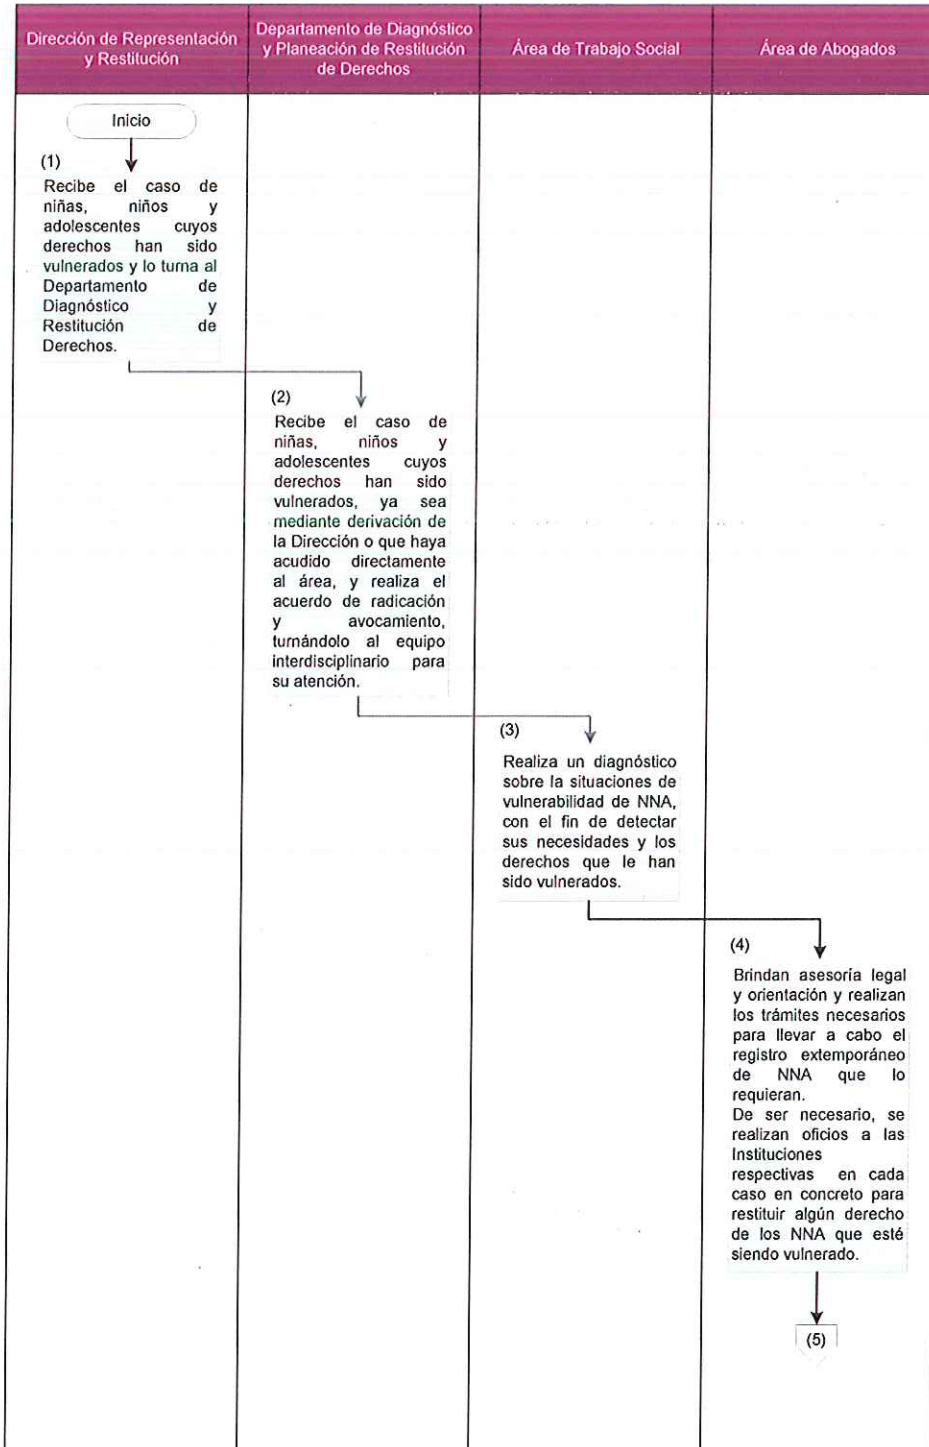 Dirección de Representación
y Restitución
Departamento de Diagnóstico
y Planeación de Restitución
de Derechos
Área de Trabajo Social
Área de Abogados
Inicio
(1)
Recibe el caso de
niñas, niños y
adolescentes cuyos
derechos han sido
vulnerados y lo turna al
Departamento de
Diagnóstico y
Restitución de
Derechos.
(2)
Recibe el caso de
niñas, niños y
adolescentes cuyos
derechos han sido
vulnerados, ya sea
mediante derivación de
la Dirección o que haya
acudido directamente
al área, y realiza el
acuerdo de radicación
y avocamiento,
turnándolo al equipo
interdisciplinario para
su atención.
(3)
Realiza un diagnóstico
sobre la situaciones de
vulnerabilidad de NNA,
con el fin de detectar
sus necesidades y los
derechos que le han
sido vulnerados.
(4)
Brindan asesoría legal
y orientación y realizan
los trámites necesarios
para llevar a cabo el
registro extemporáneo
de NNA que lo
requieran.
De ser necesario, se
realizan oficios a las
Instituciones
respectivas en cada
caso en concreto para
restituir algún derecho
de los NNA que esté
siendo vulnerado.
(5)